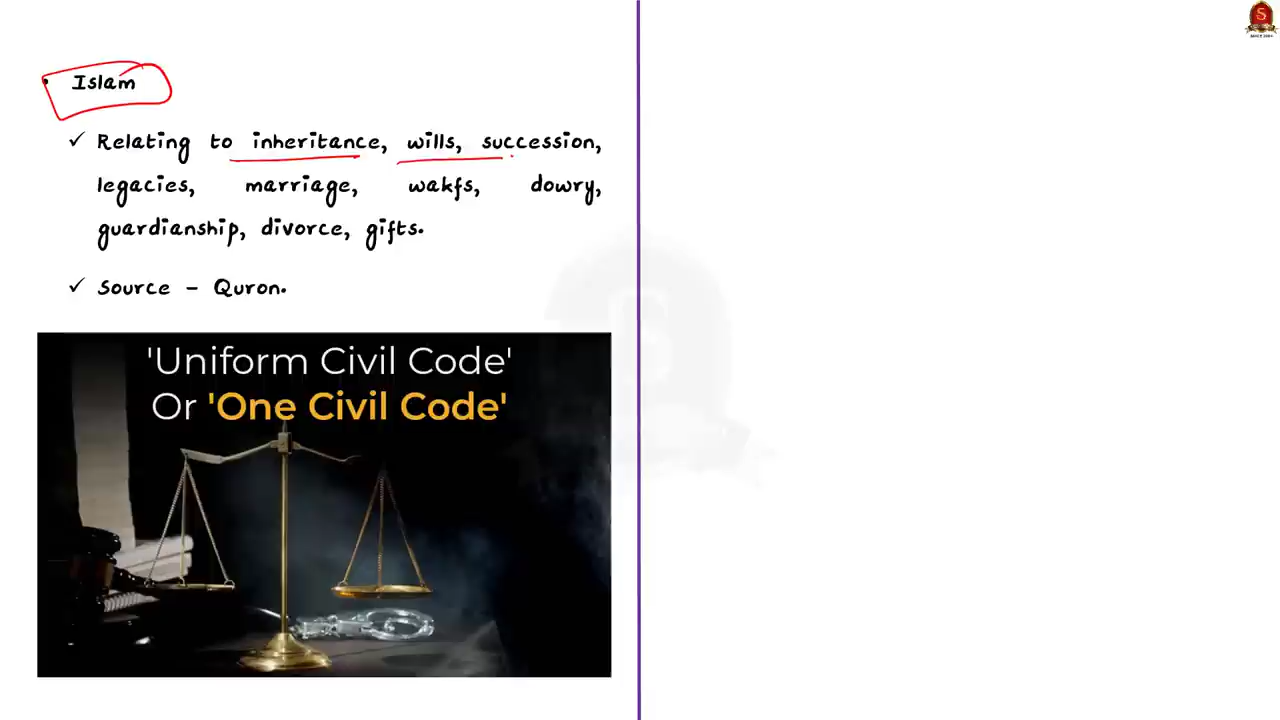 • Islam
✓ Relating to inheritance, wills, succession,
legacies, marriage, wakfs, dowry,
guardianship, divorce, gifts.
✓ Source – Quron.
'Uniform Civil Code'
Or 'One Civil Code'
S
S